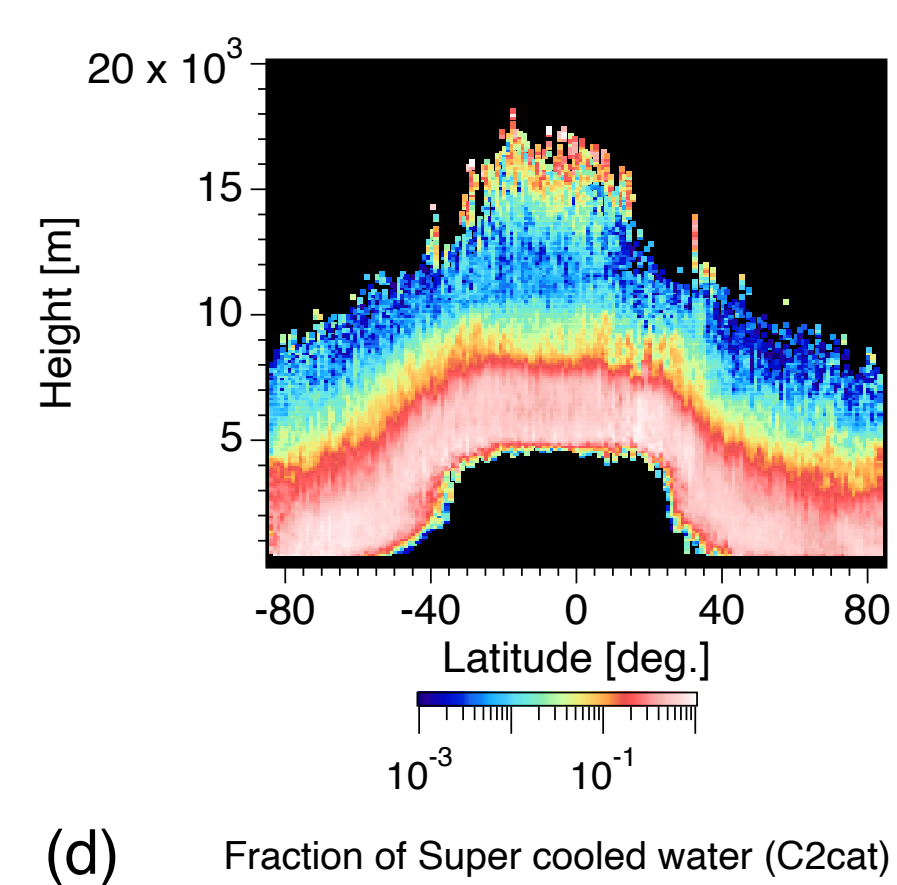 20 x 10³
15
10
5
Height [m]
-80 -40 0 40 80
Latitude [deg.]
10⁻³ 10⁻¹
(d) Fraction of Super cooled water (C2cat)